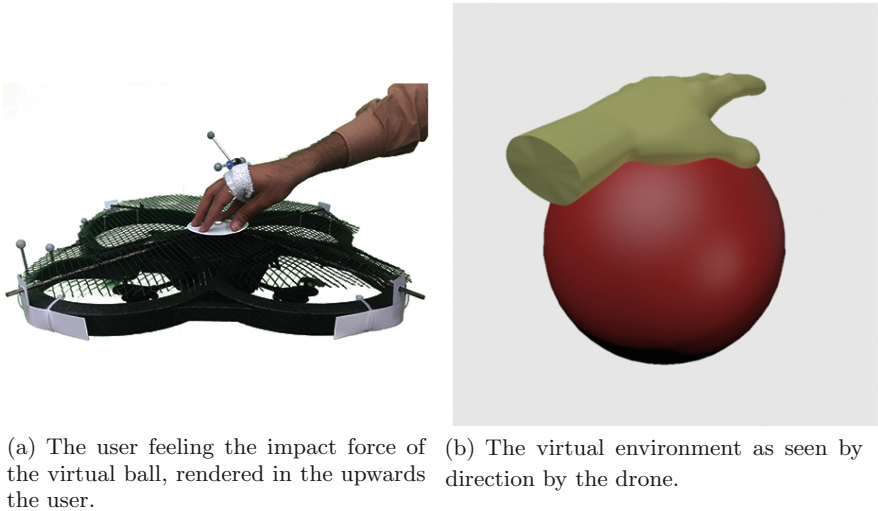 (a) The user feeling the impact force of
the virtual ball, rendered in the upwards
the user.
(b) The virtual environment as seen by
direction by the drone.